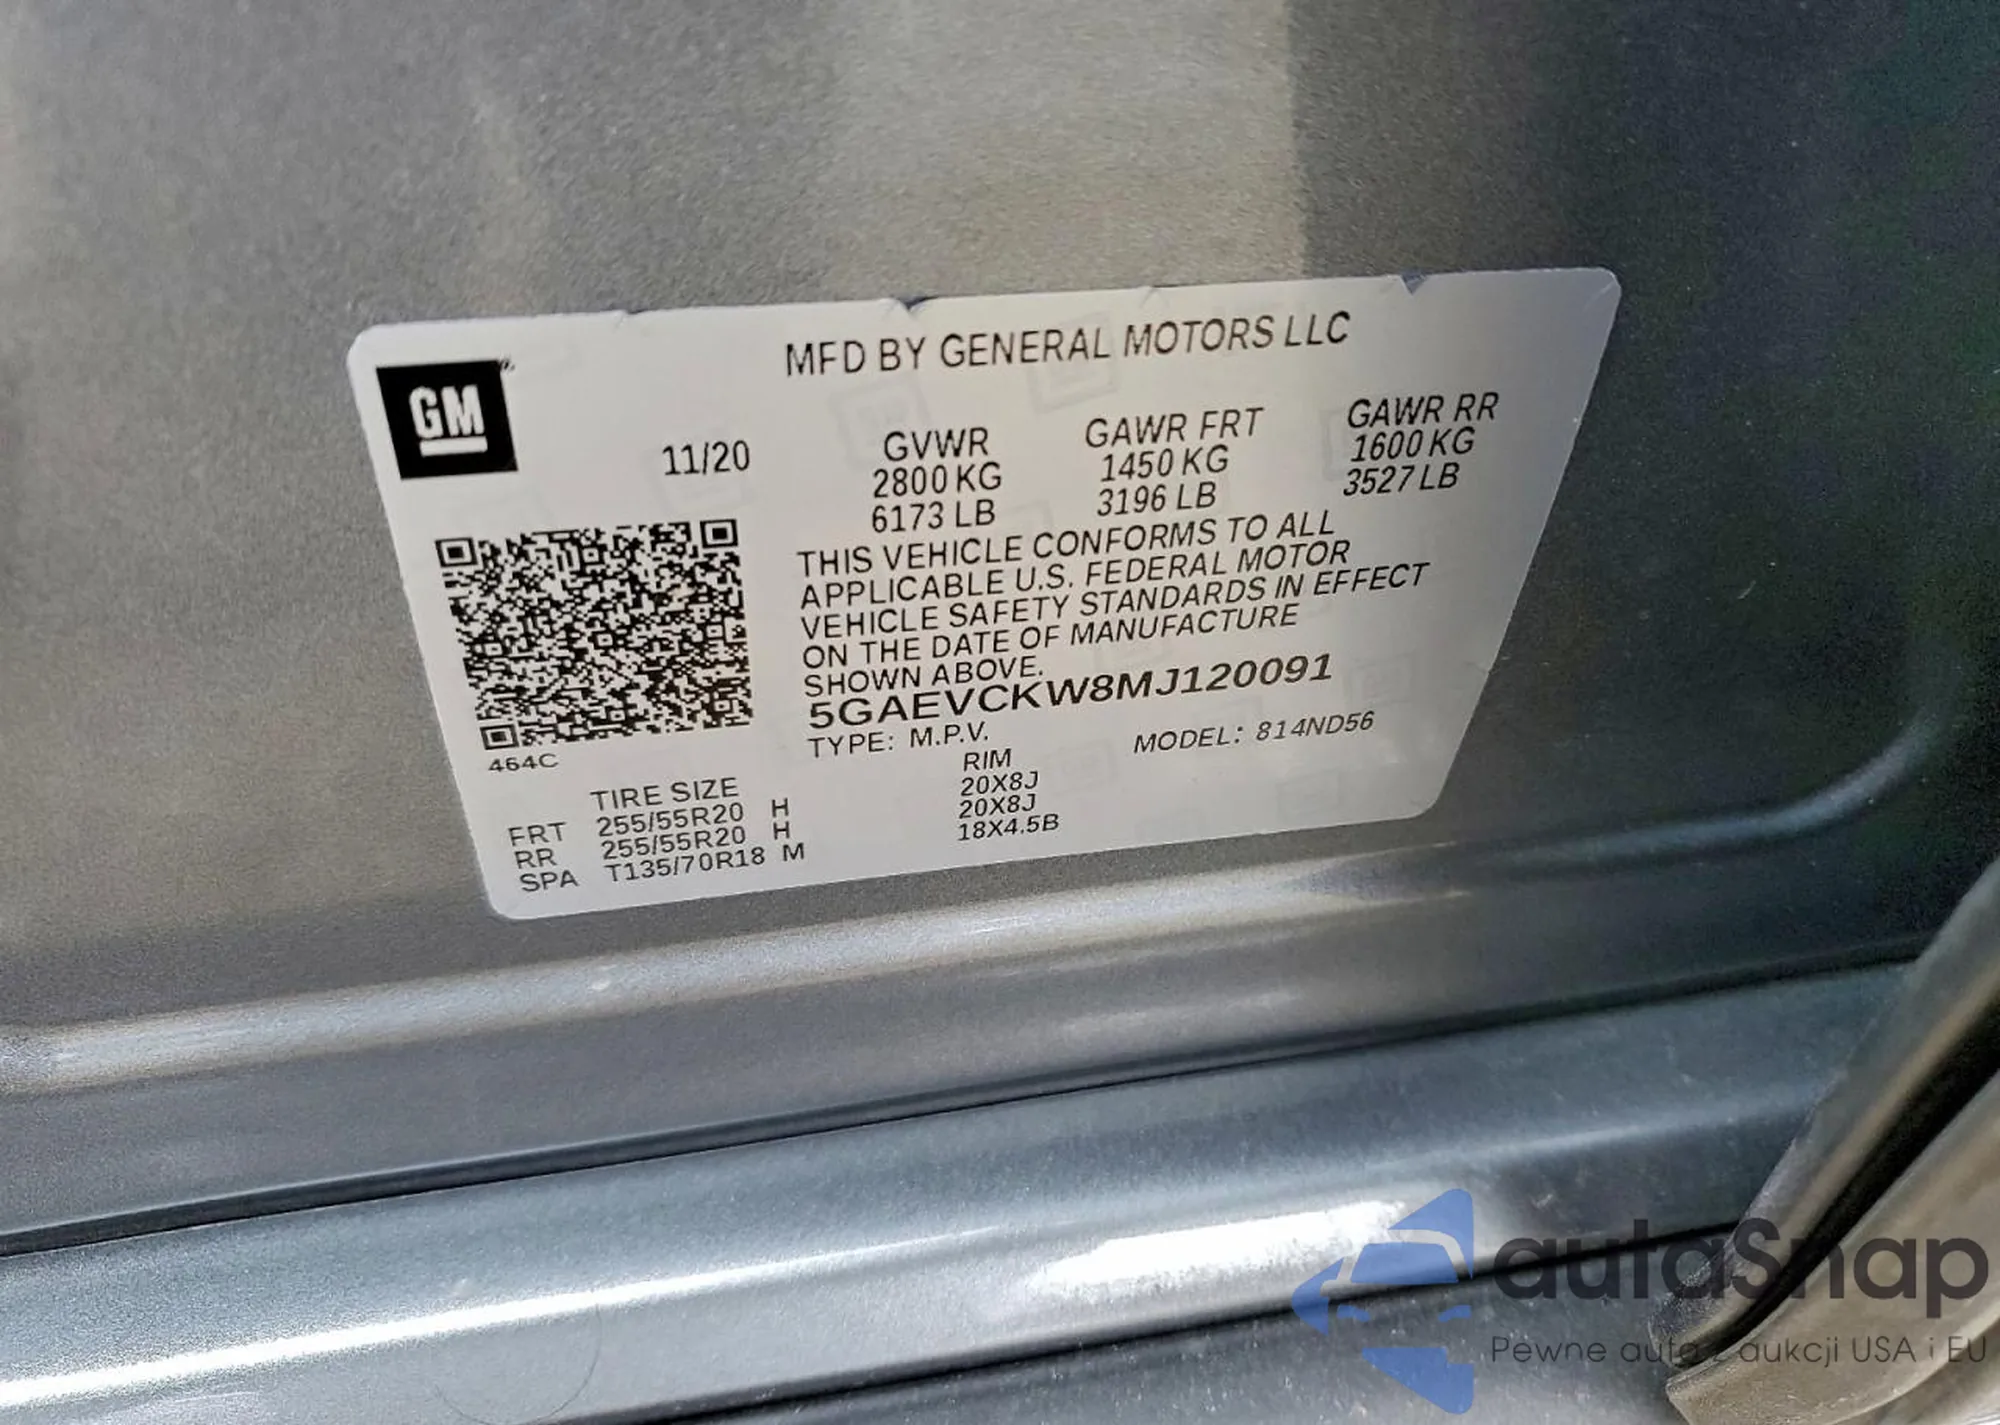 MFD BY GENERAL MOTORS LLC
GM
11/20
GVWR
2800 KG
6173 LB
GAWR FRT
1450 KG
3196 LB
GAWR RR
1600 KG
3527 LB
THIS VEHICLE CONFORMS TO ALL
APPLICABLE U.S. FEDERAL MOTOR
VEHICLE SAFETY STANDARDS IN EFFECT
ON THE DATE OF MANUFACTURE
SHOWN ABOVE.
5GAEVCKW8MJ120091
TYPE: M.P.V. MODEL: 814ND56
464C
TIRE SIZE RIM
FRT 255/55R20 H 20X8J
RR 255/55R20 H 20X8J
SPA T135/70R18 M 18X4.5B
autaSnap
Pewne auta z aukcji USA i EU